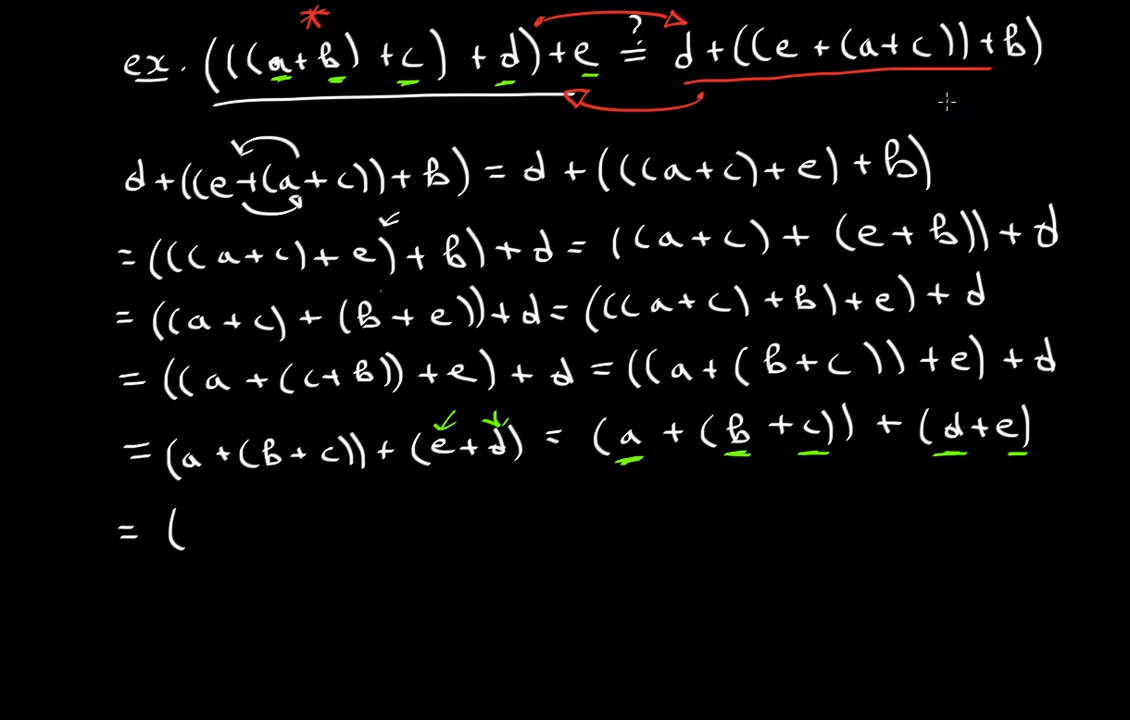 *
ex. (((a+b)+c)+d)+e ≟ d+((e+(a+c))+b)
d+((e+(a+c))+b) = d+(((a+c)+e)+b)
= (((a+c)+e)+b)+d = ((a+c)+(e+b))+d
= ((a+c)+(b+e))+d = (((a+c)+b)+e)+d
= ((a+(c+b))+e)+d = ((a+(b+c))+e)+d
= (a+(b+c))+(e+d) = (a+(b+c))+(d+e)
= (